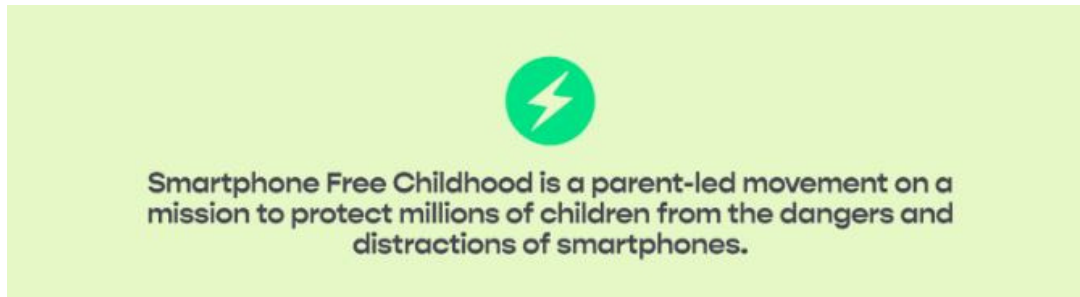 Smartphone Free Childhood is a parent-led movement on a
mission to protect millions of children from the dangers and
distractions of smartphones.